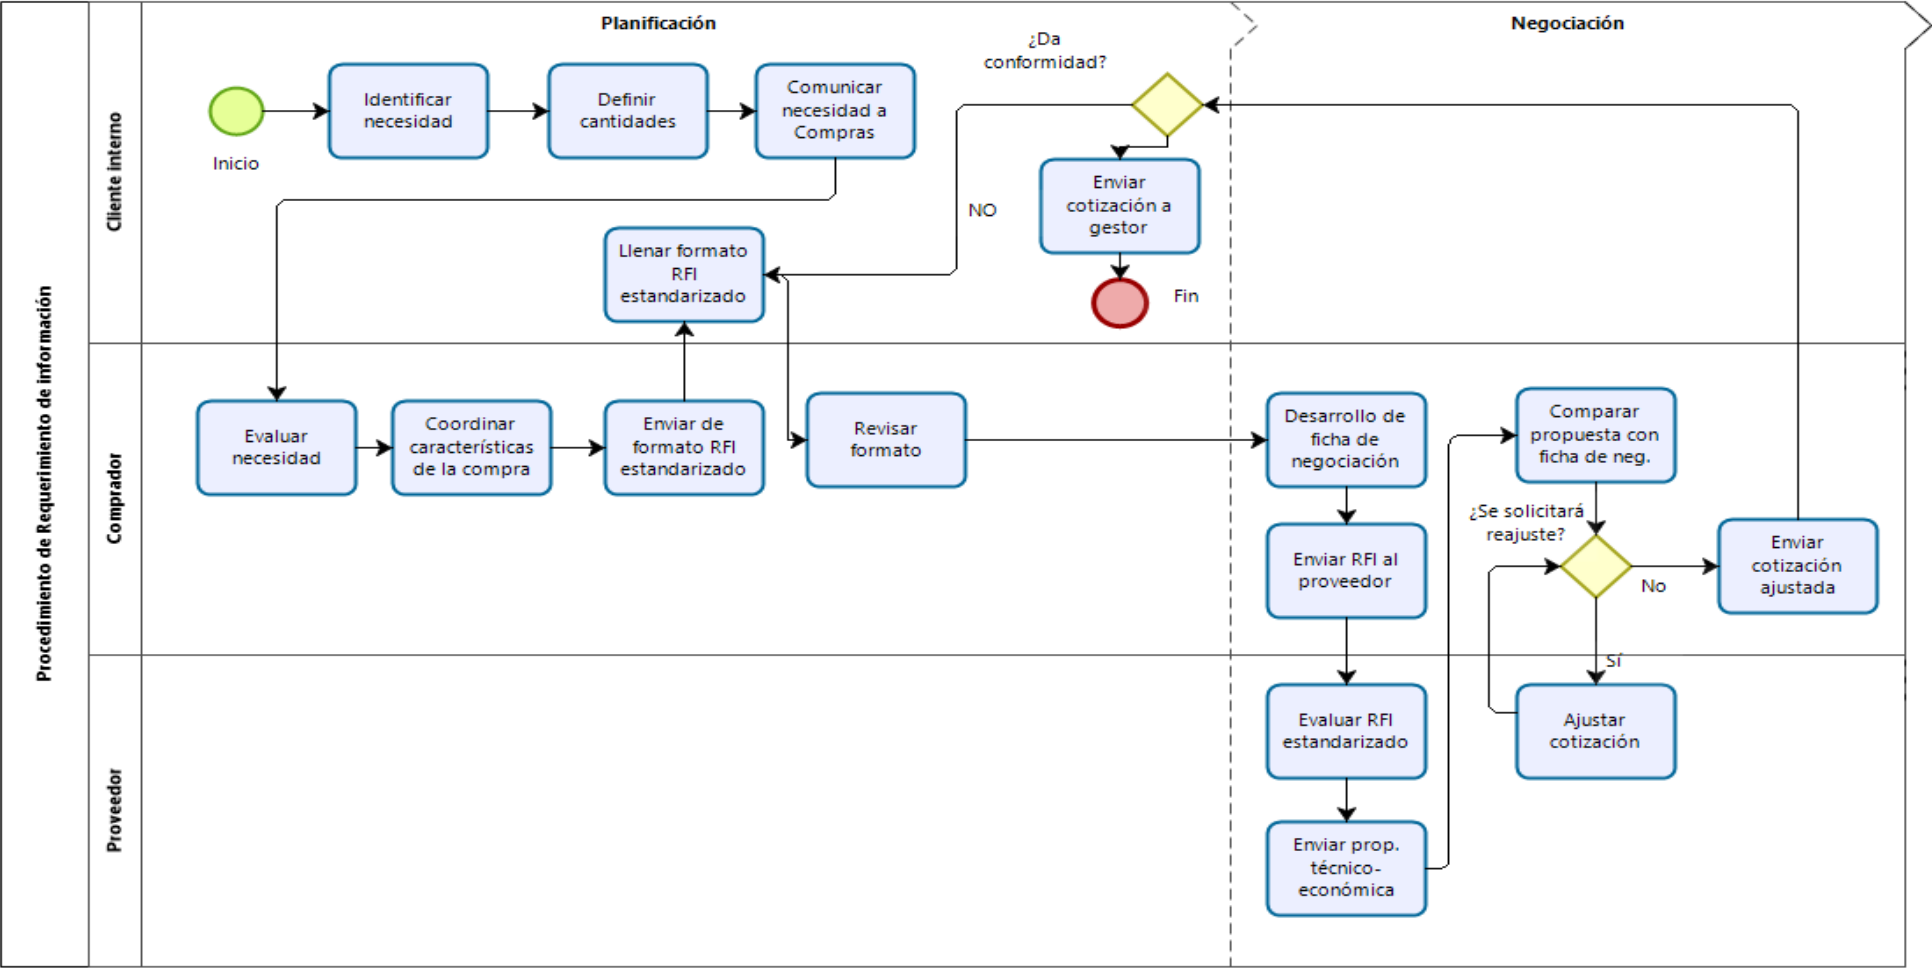 Procedimiento de Requerimiento de información
Planificación
Negociación
Cliente interno
Inicio
Identificar
necesidad
Definir
cantidades
Comunicar
necesidad a
Compras
¿Da
conformidad?
NO
Enviar
cotización a
gestor
Fin
Llenar formato
RFI
estandarizado
Comprador
Evaluar
necesidad
Coordinar
características
de la compra
Enviar de
formato RFI
estandarizado
Revisar
formato
Desarrollo de
ficha de
negociación
Enviar RFI al
proveedor
Comparar
propuesta con
ficha de neg.
¿Se solicitará
reajuste?
No
Enviar
cotización
ajustada
Sí
Proveedor
Evaluar RFI
estandarizado
Enviar prop.
técnico-
económica
Ajustar
cotización